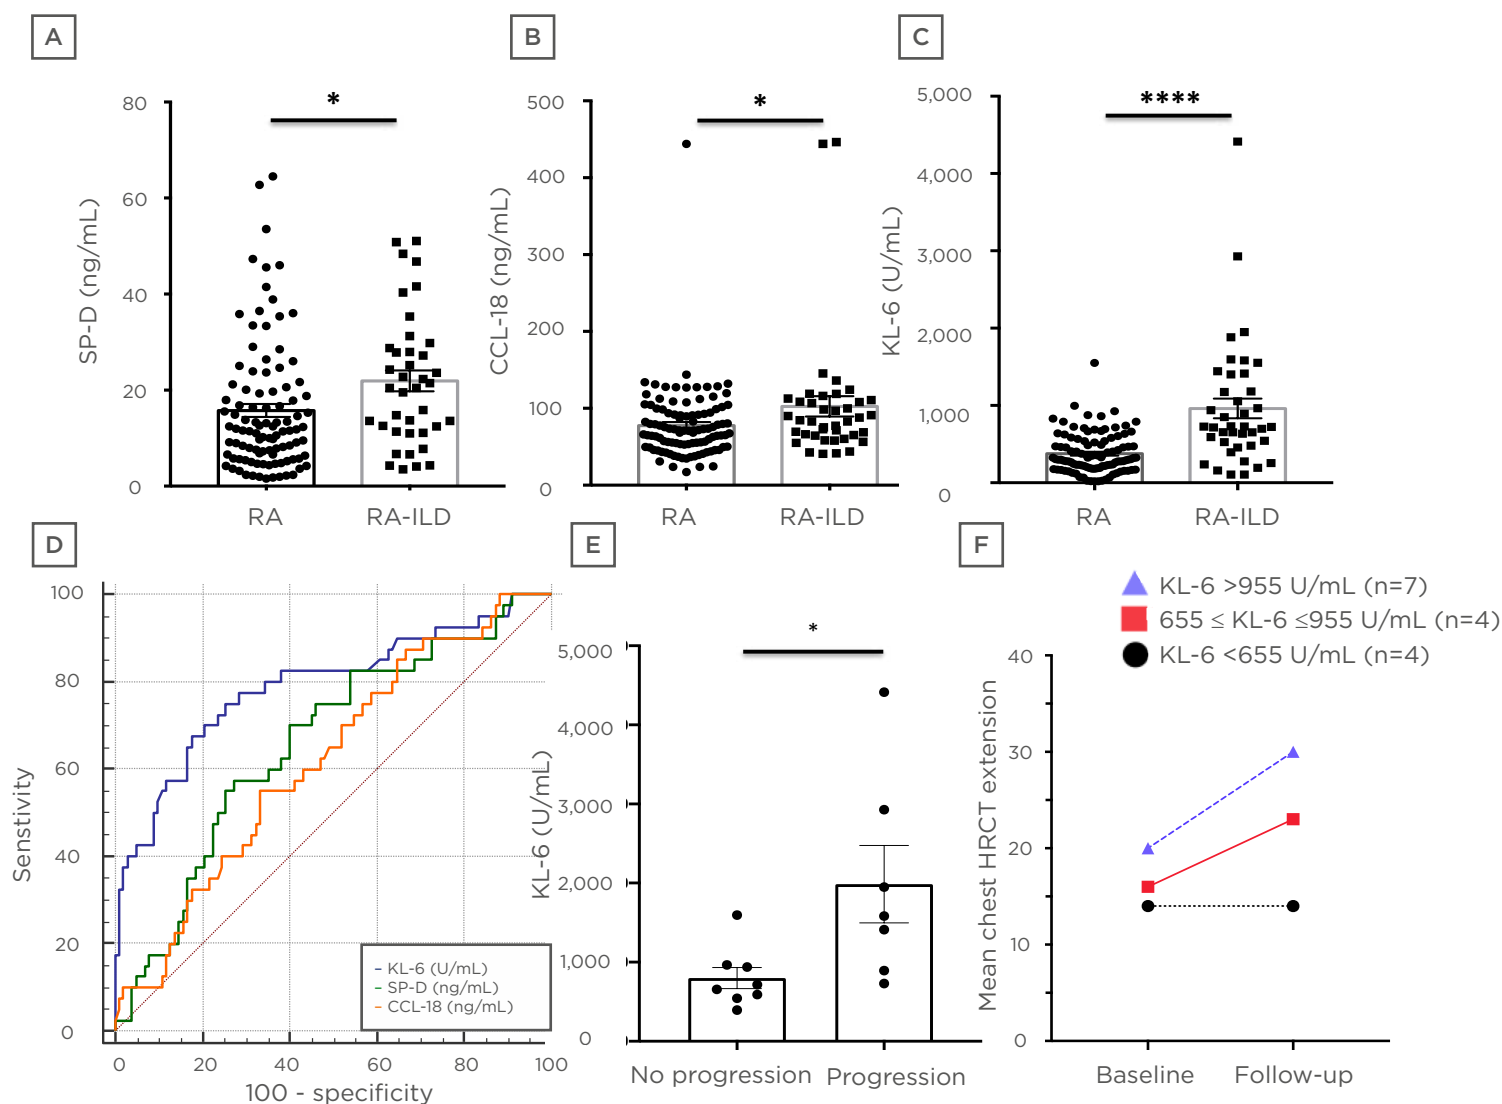 A
80
60
40
20
0
SP-D (ng/mL)
*
RA
RA-ILD
B
500
400
300
200
100
0
CCL-18 (ng/mL)
*
RA
RA-ILD
C
5,000
4,000
3,000
2,000
1,000
0
KL-6 (U/mL)
****
RA
RA-ILD
D
100
80
60
40
20
0
Senstivity
KL-6 (U/mL)
SP-D (ng/mL)
CCL-18 (ng/mL)
0 20 40 60 80 100
100 - specificity
E
5,000
4,000
3,000
2,000
1,000
0
KL-6 (U/mL)
*
No progression
Progression
F
KL-6 >955 U/mL (n=7)
655 ≤ KL-6 ≤955 U/mL (n=4)
KL-6 <655 U/mL (n=4)
40
30
20
10
0
Mean chest HRCT extension
Baseline
Follow-up